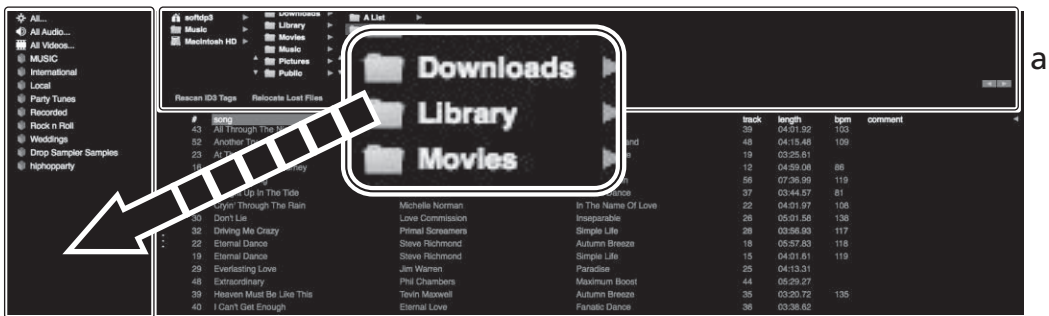 All...
All Audio...
All Videos...
MUSIC
International
Local
Party Tunes
Recorded
Rock n Roll
Weddings
Drop Sampler Samples
hiphopparty
softdp3
Music
Macintosh HD
Downloads
Library
Movies
Music
Pictures
Public
A List
Rescan ID3 Tags Relocate Lost Files
Downloads
Library
Movies
a
# song track length bpm comment
43 All Through The 39 04:01.92 103
52 Another 48 04:15.48 109
23 At 19 03:25.61
16 12 04:59.08 86
56 07:36.99 119
Up In The Tide 37 03:44.57 81
Cryin' Through The Rain Michelle Norman In The Name Of Love 22 04:01.97 108
30 Don't Lie Love Commission Inseparable 26 05:01.58 138
32 Driving Me Crazy Primal Screamers Simple Life 28 03:56.93 117
22 Eternal Dance Steve Richmond Autumn Breeze 18 05:57.83 118
19 Eternal Dance Steve Richmond Simple Life 15 04:01.61 119
29 Everlasting Love Jim Warren Paradise 25 04:13.31
48 Extraordinary Phil Chambers Maximum Boost 44 05:29.27
39 Heaven Must Be Like This Tevin Maxwell Autumn Breeze 35 03:20.72 135
40 I Can't Get Enough Eternal Love Fanatic Dance 36 03:38.62